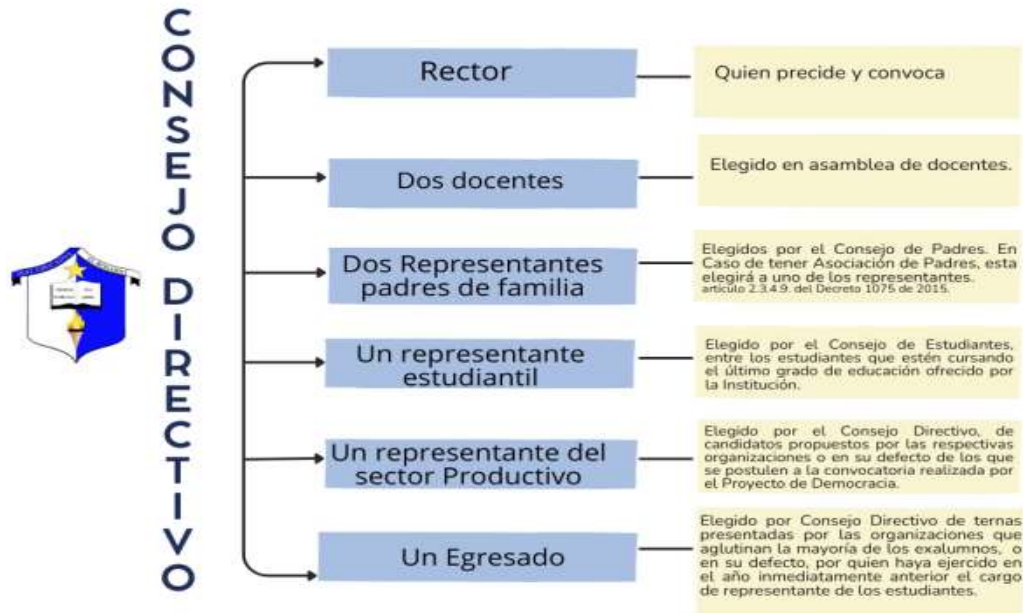 CONSEJO DIRECTIVO
Rector
Quien precide y convoca
Dos docentes
Elegido en asamblea de docentes.
Dos Representantes
padres de familia
Elegidos por el Consejo de Padres. En
Caso de tener Asociación de Padres, esta
elegirá a uno de los representantes.
artículo 2.3.4.9. del Decreto 1075 de 2015.
Un representante
estudiantil
Elegido por el Consejo de Estudiantes,
entre los estudiantes que estén cursando
el último grado de educación ofrecido por
la Institución.
Un representante del
sector Productivo
Elegido por el Consejo Directivo, de
candidatos propuestos por las respectivas
organizaciones o en su defecto de los que
se postulen a la convocatoria realizada por
el Proyecto de Democracia.
Un Egresado
Elegido por Consejo Directivo de ternas
presentadas por las organizaciones que
aglutinan la mayoría de los exalumnos, o
en su defecto, por quien haya ejercido en
el año inmediatamente anterior el cargo
de representante de los estudiantes.